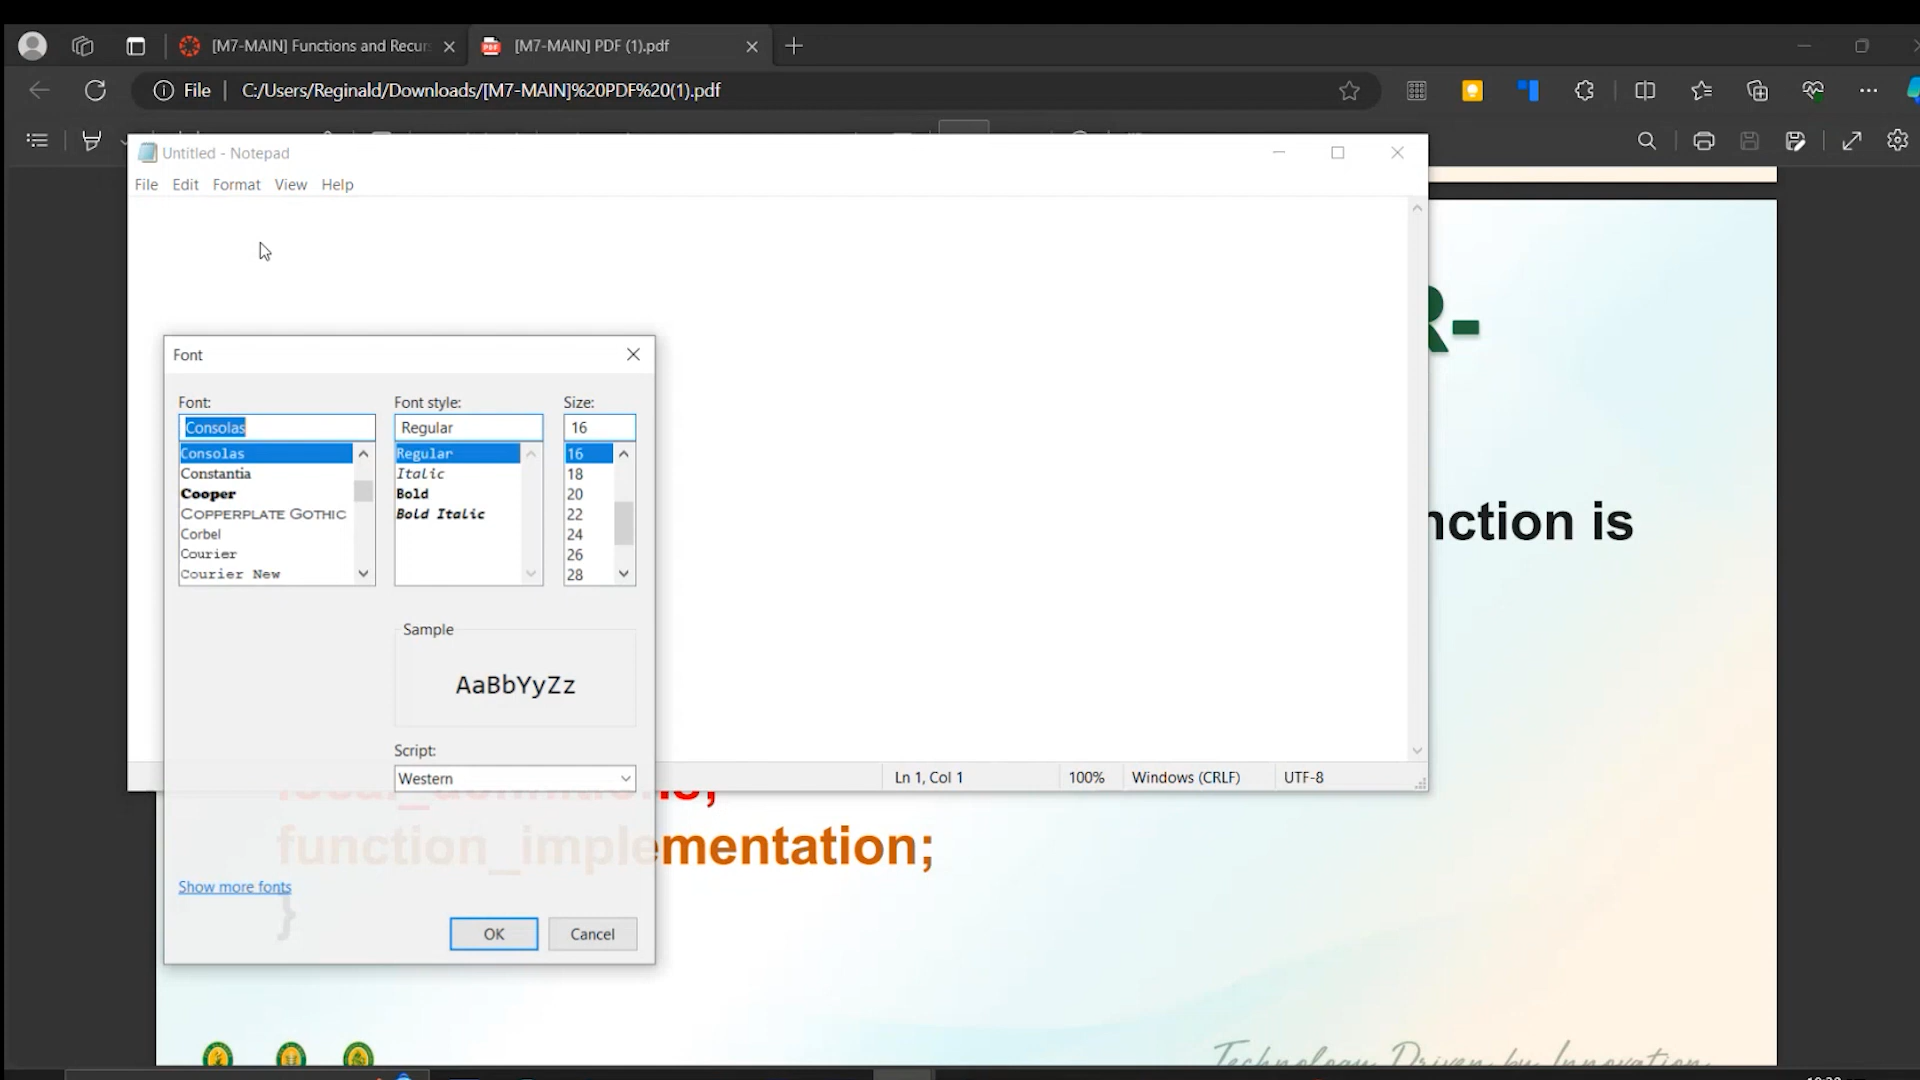 [M7-MAIN] Functions and Recur
[M7-MAIN] PDF (1).pdf
File
C:/Users/Reginald/Downloads/[M7-MAIN]%20PDF%20(1).pdf
Untitled - Notepad
File Edit Format View Help
R-
nction is
Font
Font: Font style: Size:
Consolas Regular 16
Consolas Regular 16
Constantia Italic 18
Cooper Bold 20
Copperplate Gothic Bold Italic 22
Corbel 24
Courier 26
Courier New 28
Sample
AaBbYyZz
Script:
Western
Ln 1, Col 1 100% Windows (CRLF) UTF-8
function_implementation;
Show more fonts
}
OK Cancel
Technology Driven by Innovation